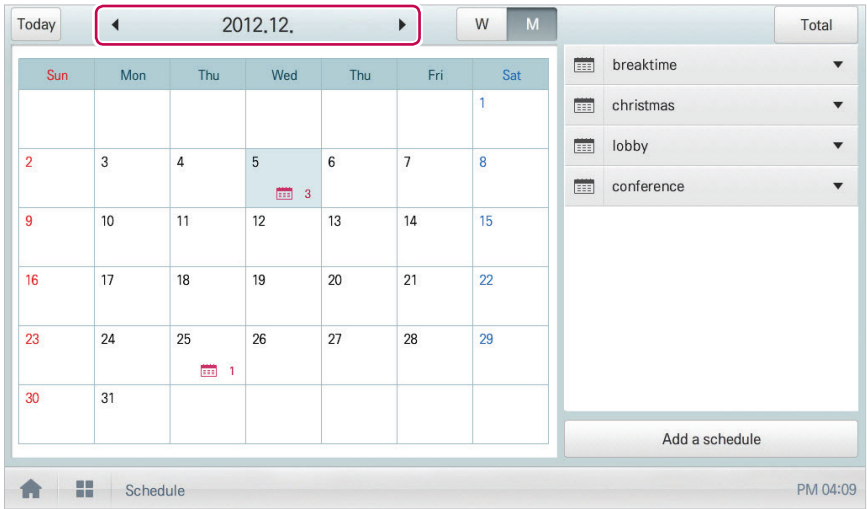 Today 2012.12. W M Total
Sun Mon Thu Wed Thu Fri Sat
1
2 3 4 5 6 7 8
3
9 10 11 12 13 14 15
16 17 18 19 20 21 22
23 24 25 26 27 28 29
1
30 31
breaktime
christmas
lobby
conference
Add a schedule
Schedule PM 04:09